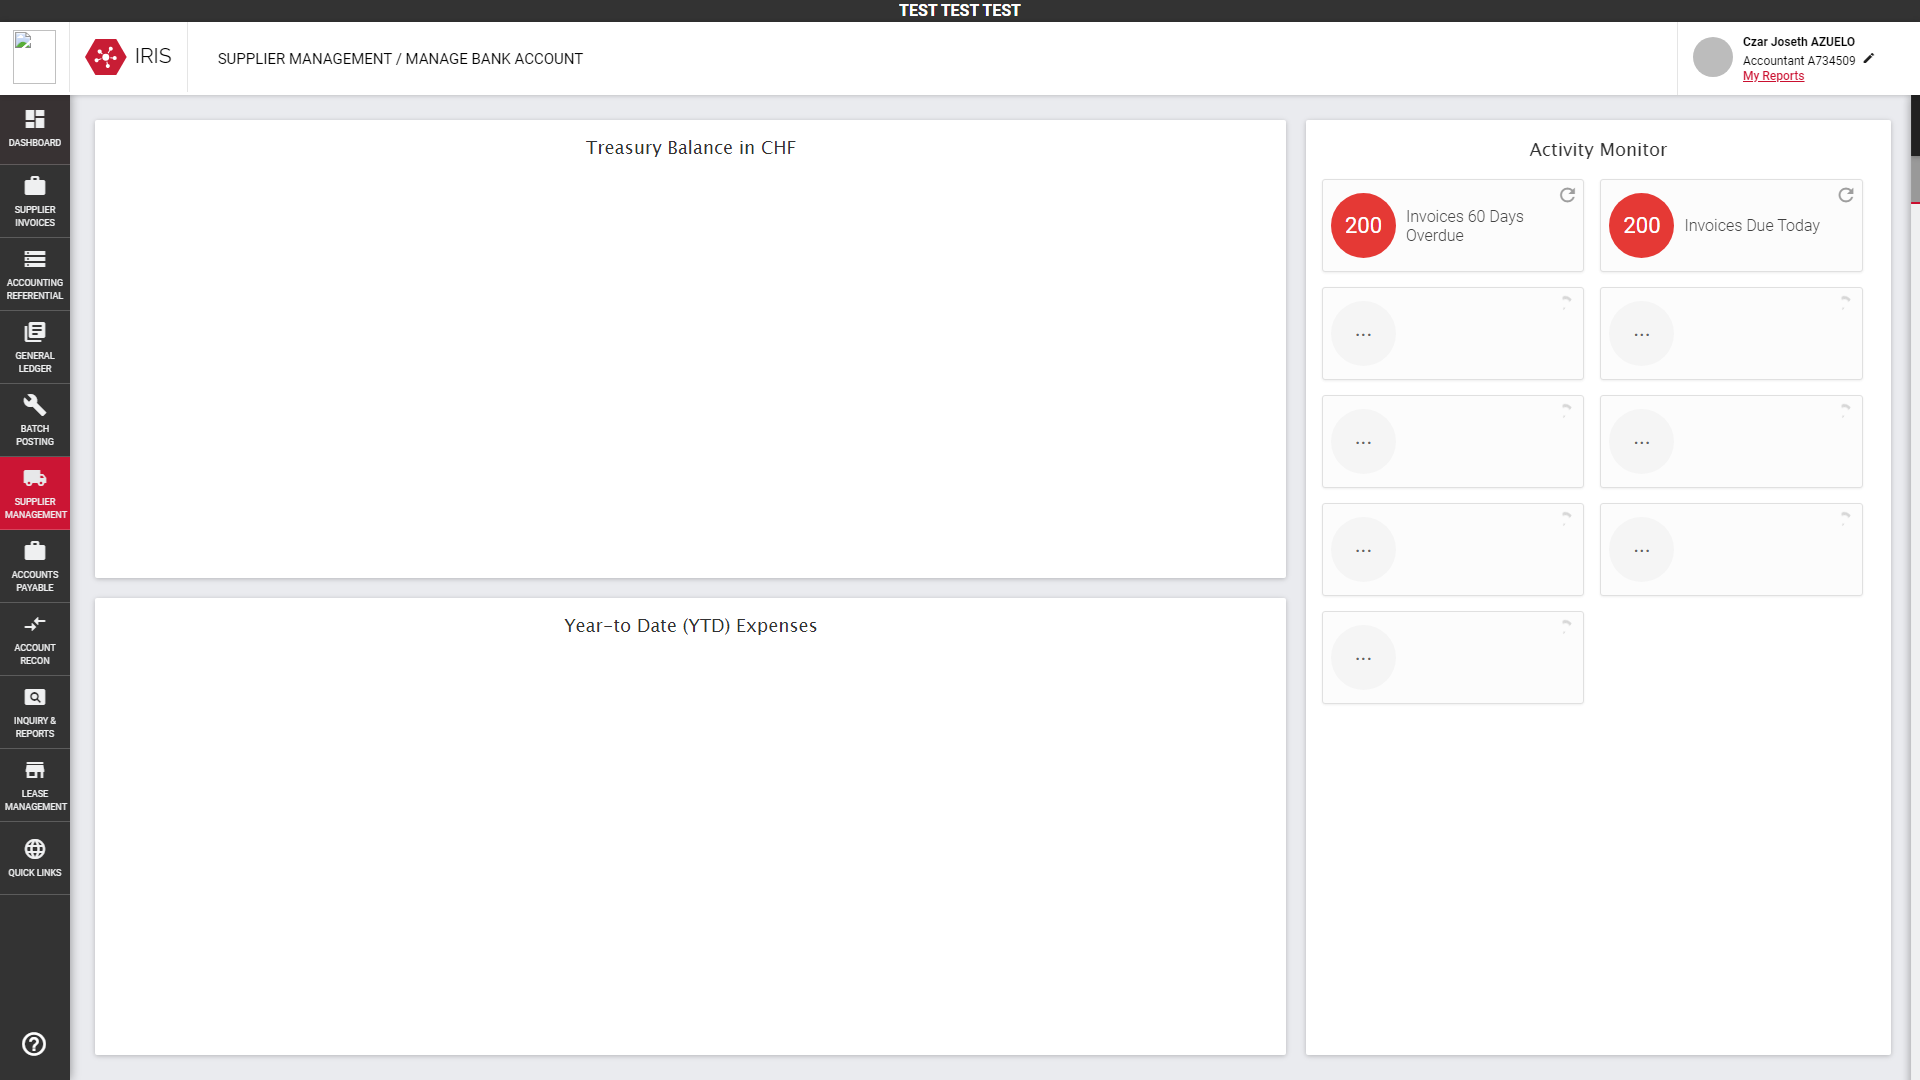 TEST TEST TEST
IRIS
SUPPLIER MANAGEMENT / MANAGE BANK ACCOUNT
Czar Joseth AZUELO
Accountant A734509
My Reports
DASHBOARD
SUPPLIER
INVOICES
ACCOUNTING
REFERENTIAL
GENERAL
LEDGER
BATCH
POSTING
SUPPLIER
MANAGEMENT
ACCOUNTS
PAYABLE
ACCOUNT
RECON
INQUIRY &
REPORTS
LEASE
MANAGEMENT
QUICK LINKS
Treasury Balance in CHF
Year-to Date (YTD) Expenses
Activity Monitor
200
Invoices 60 Days
Overdue
200
Invoices Due Today
...
...
...
...
...
...
...